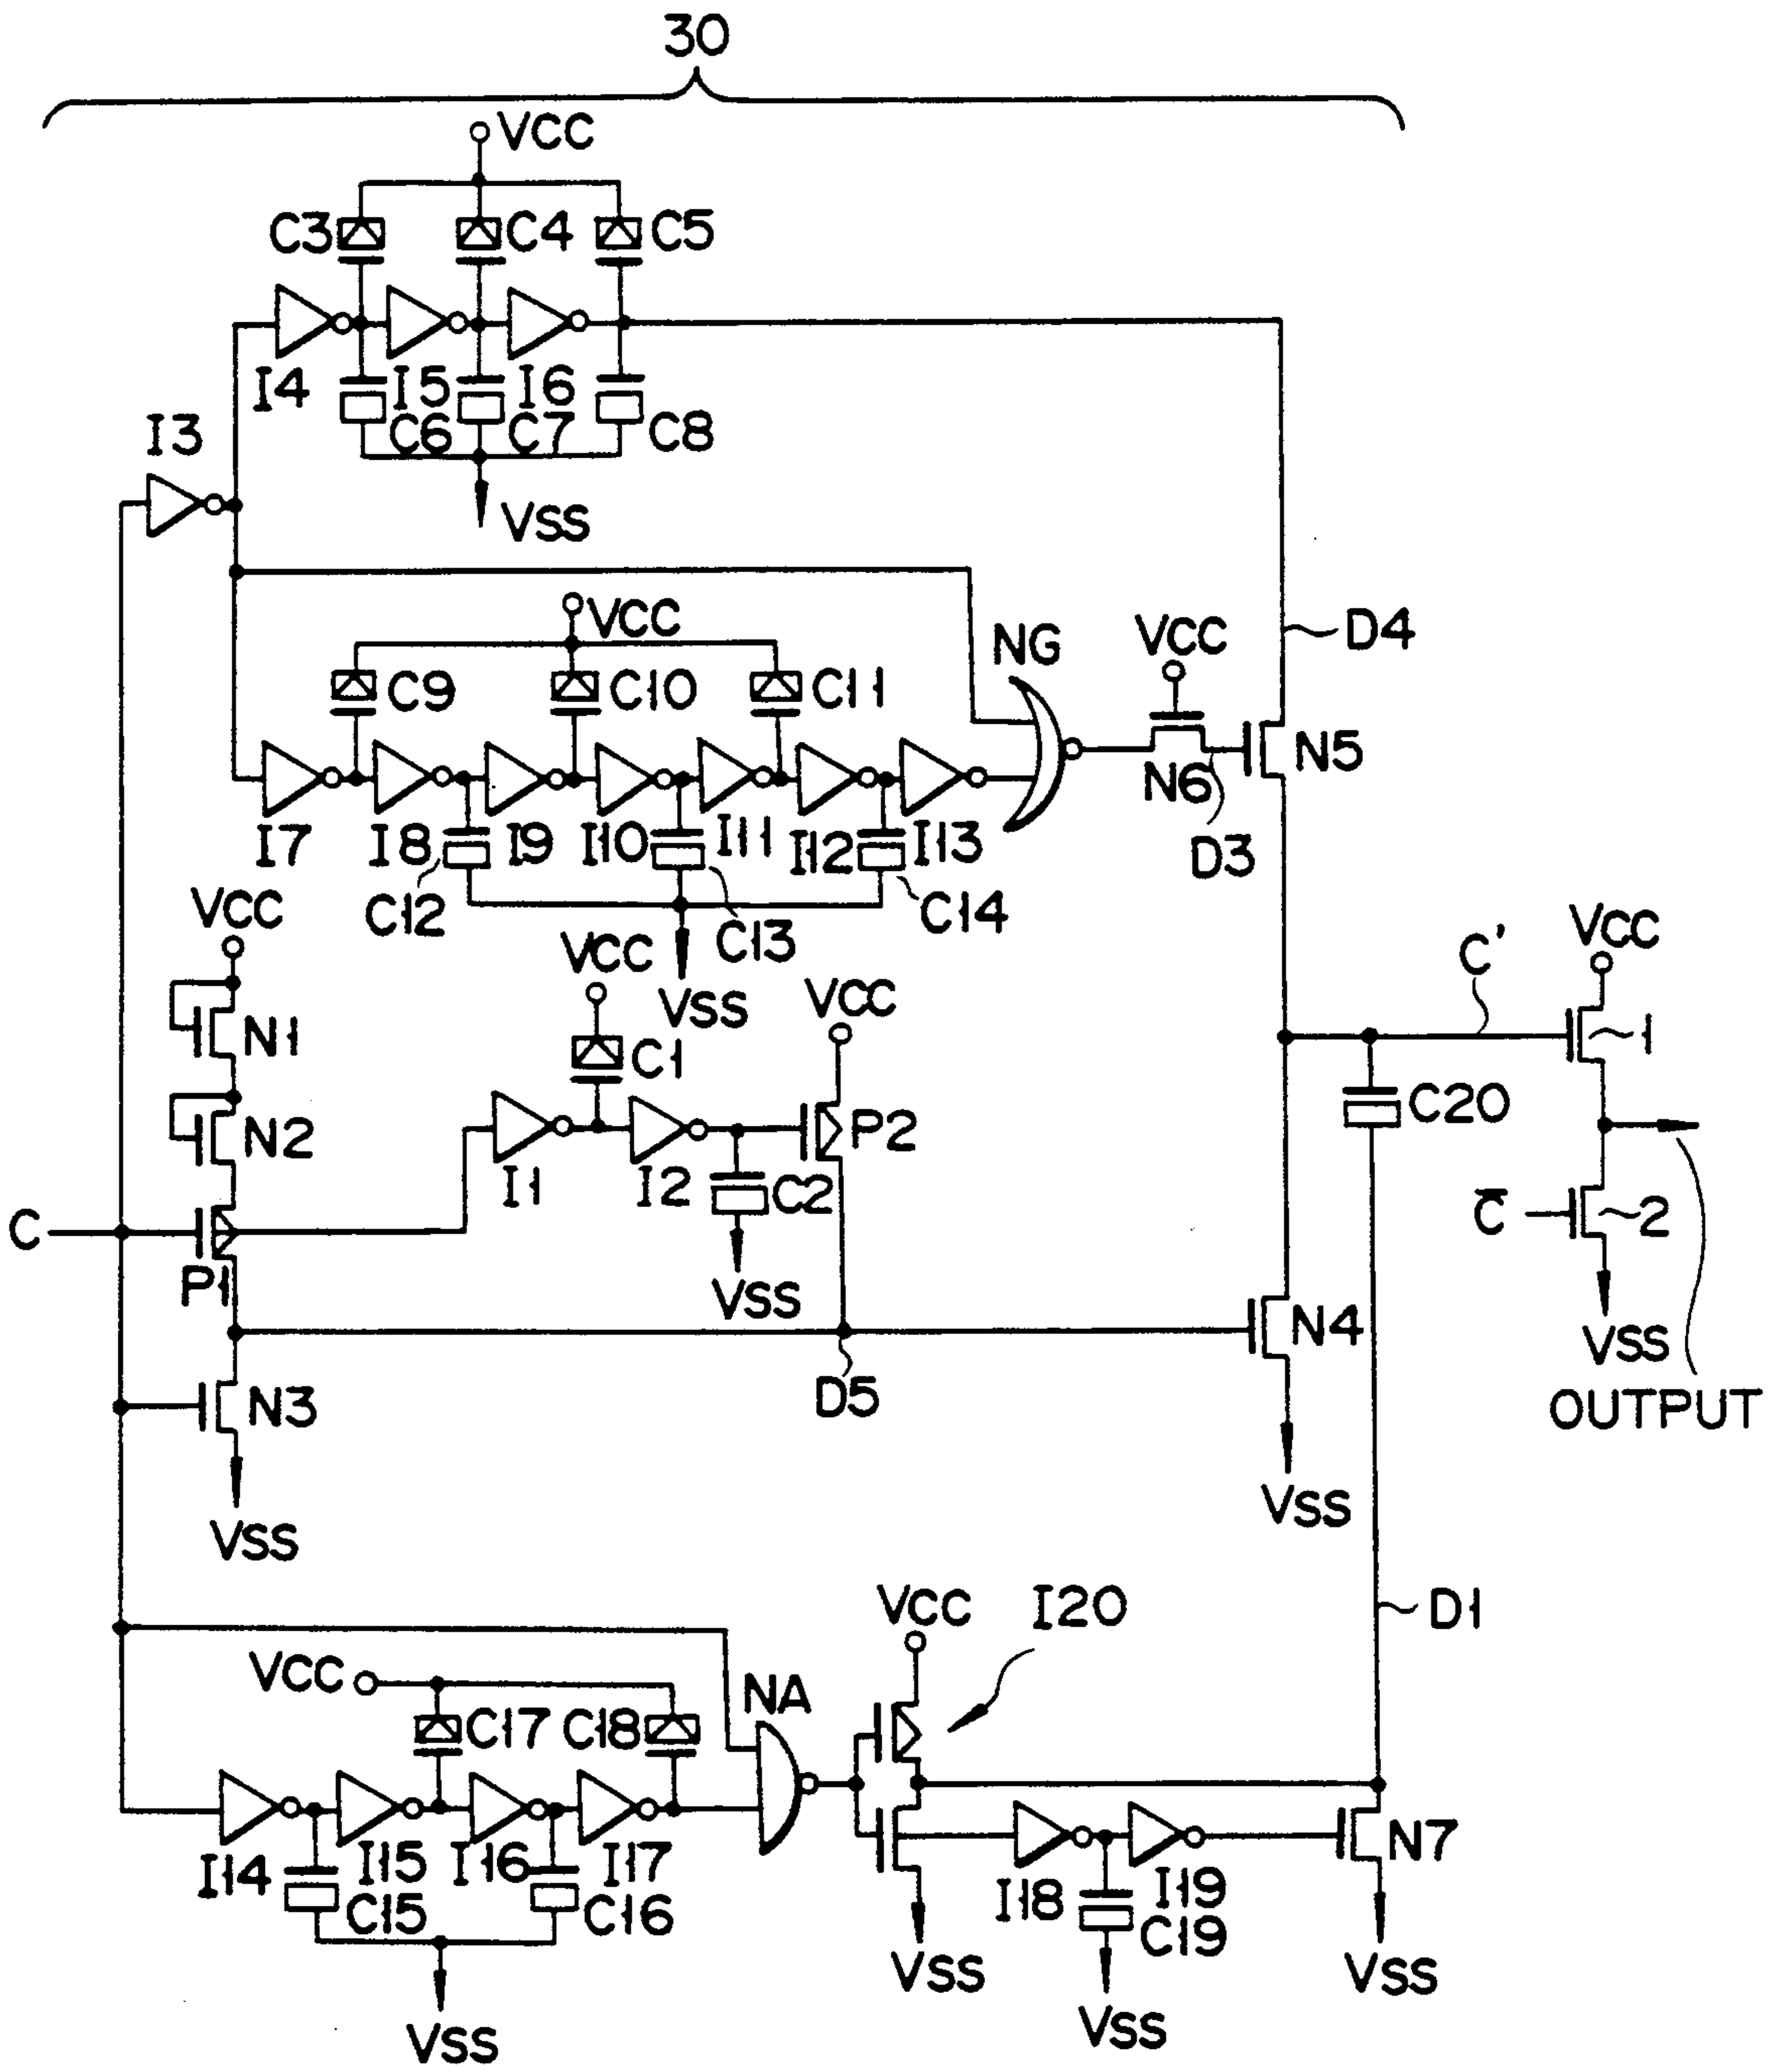 30
VCC
C3 C4 C5
I4 I5 I6
C6 C7 C8
I3
VSS
D4
VCC
NG
VCC
C9 C10 C11
N6 N5
D3
I7 I8 I9 I10 I11 I12 I13
C12 C13 C14
VSS
VCC
N1
VCC
C1
VCC
C'
VCC
1
N2
I1 I2
C2
P2
C20
C
P1
VSS
C̅
2
VSS
N4
D5
OUTPUT
N3
VSS
VSS
VCC
I20
D1
VCC
C17 C18
NA
I14 I15 I16 I17
C15 C16
I18 I19
C19
N7
VSS
VSS
VSS
VSS